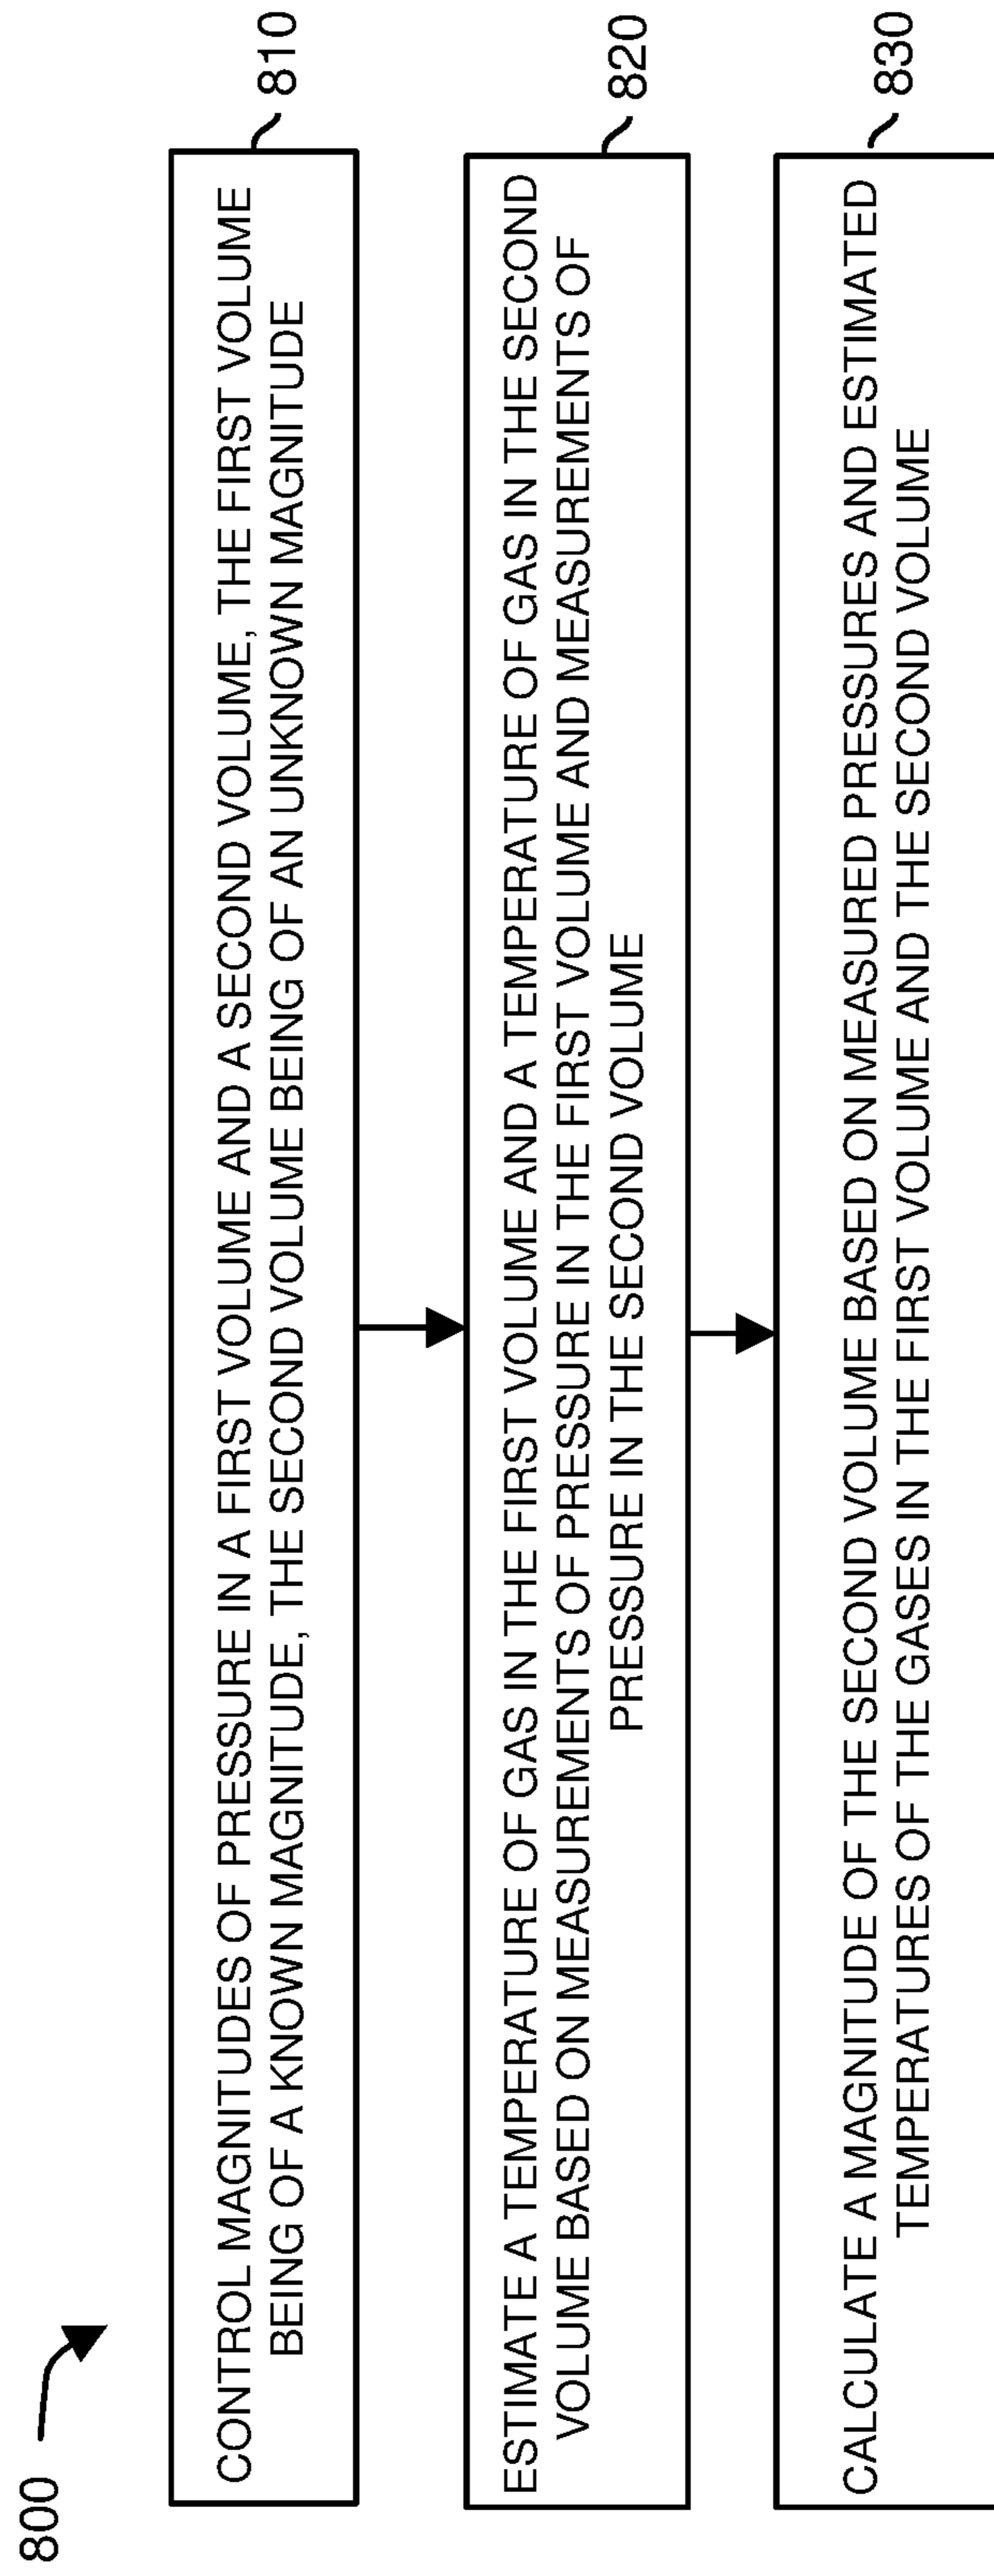 800
CONTROL MAGNITUDES OF PRESSURE IN A FIRST VOLUME AND A SECOND VOLUME, THE FIRST VOLUME
BEING OF A KNOWN MAGNITUDE, THE SECOND VOLUME BEING OF AN UNKNOWN MAGNITUDE
810
ESTIMATE A TEMPERATURE OF GAS IN THE FIRST VOLUME AND A TEMPERATURE OF GAS IN THE SECOND
VOLUME BASED ON MEASUREMENTS OF PRESSURE IN THE FIRST VOLUME AND MEASUREMENTS OF
PRESSURE IN THE SECOND VOLUME
820
CALCULATE A MAGNITUDE OF THE SECOND VOLUME BASED ON MEASURED PRESSURES AND ESTIMATED
TEMPERATURES OF THE GASES IN THE FIRST VOLUME AND THE SECOND VOLUME
830